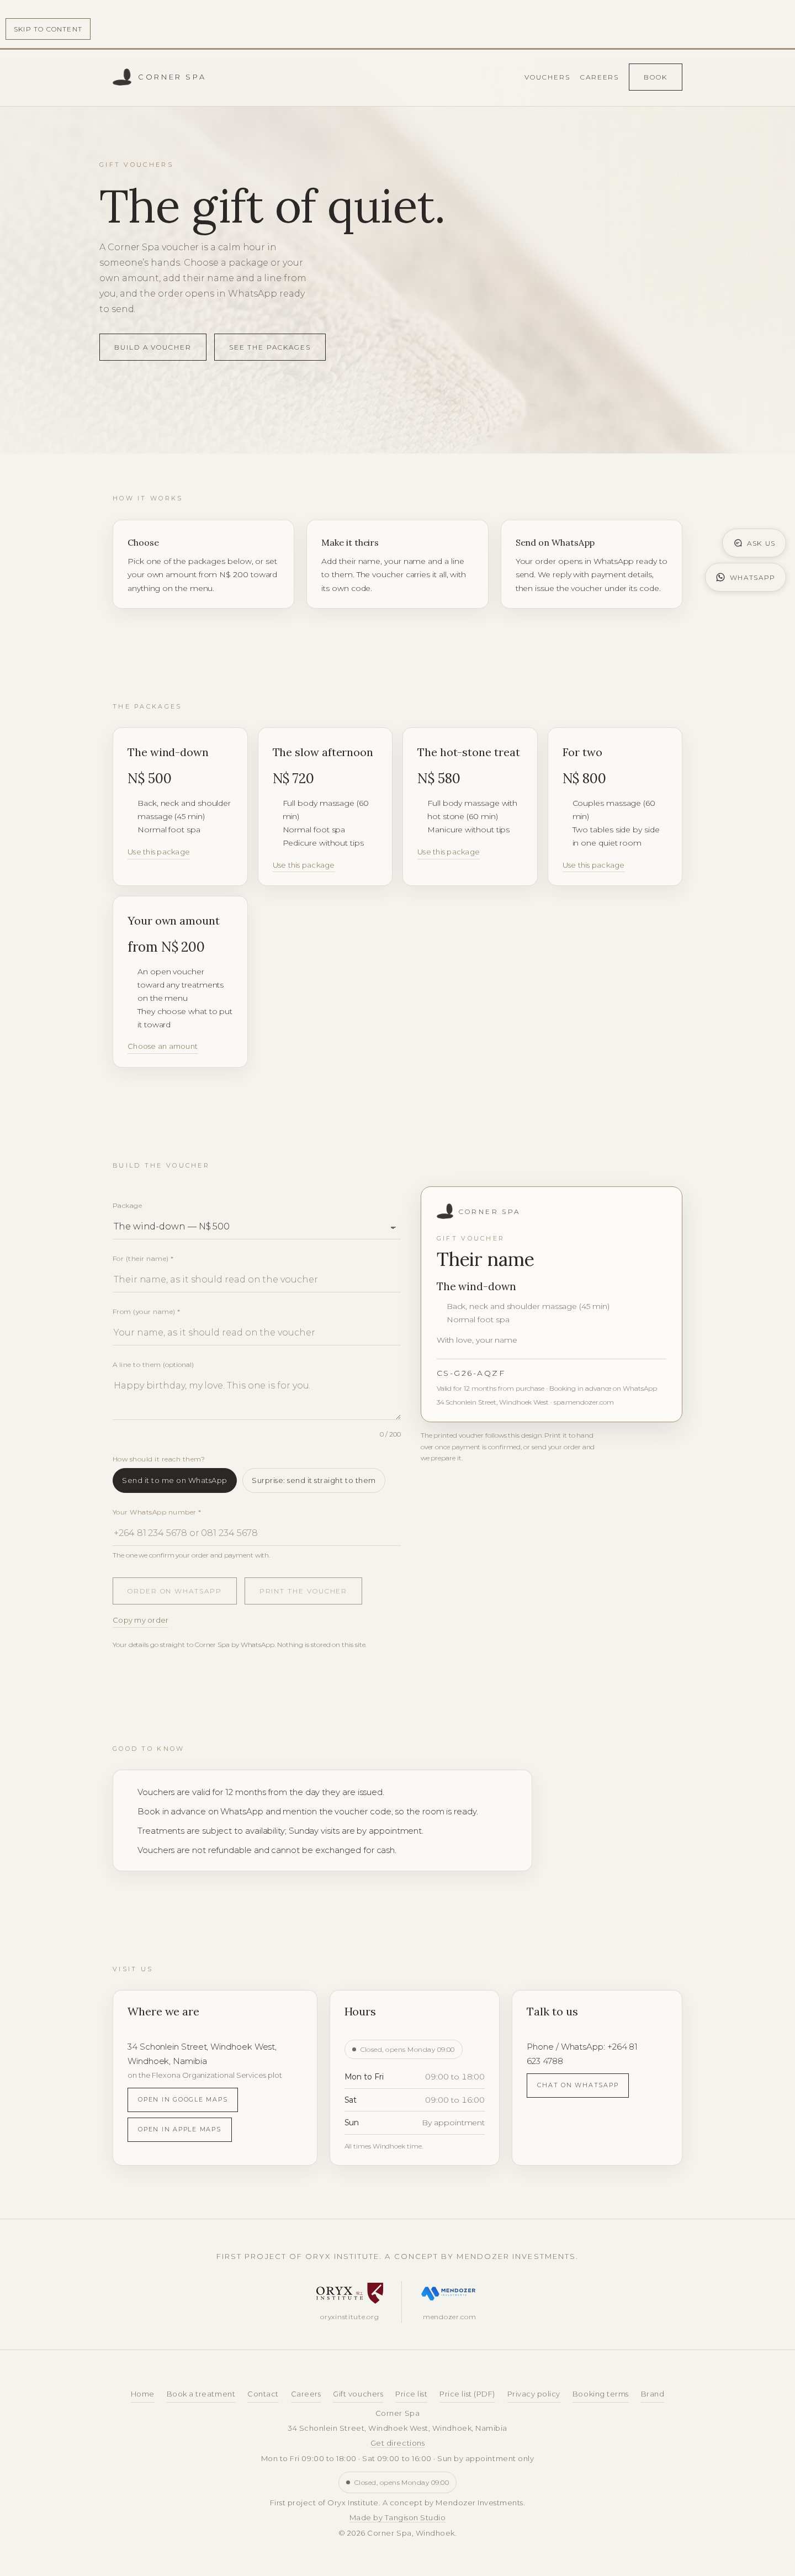 SKIP TO CONTENT
CORNER SPA
VOUCHERS
CAREERS
BOOK
GIFT VOUCHERS
The gift of quiet.
A Corner Spa voucher is a calm hour in
someone's hands. Choose a package or your
own amount, add their name and a line from
you, and the order opens in WhatsApp ready
to send.
BUILD A VOUCHER
SEE THE PACKAGES
HOW IT WORKS
Choose
Pick one of the packages below, or set
your own amount from N$ 200 toward
anything on the menu.
Make it theirs
Add their name, your name and a line
to them. The voucher carries it all, with
its own code.
Send on WhatsApp
Your order opens in WhatsApp ready to
send. We reply with payment details,
then issue the voucher under its code.
ASK US
WHATSAPP
THE PACKAGES
The wind-down
N$ 500
Back, neck and shoulder
massage (45 min)
Normal foot spa
Use this package
The slow afternoon
N$ 720
Full body massage (60
min)
Normal foot spa
Pedicure without tips
Use this package
The hot-stone treat
N$ 580
Full body massage with
hot stone (60 min)
Manicure without tips
Use this package
For two
N$ 800
Couples massage (60
min)
Two tables side by side
in one quiet room
Use this package
Your own amount
from N$ 200
An open voucher
toward any treatments
on the menu
They choose what to put
it toward
Choose an amount
BUILD THE VOUCHER
Package
The wind-down — N$ 500
For (their name) *
Their name, as it should read on the voucher
From (your name) *
Your name, as it should read on the voucher
A line to them (optional)
Happy birthday, my love. This one is for you.
0 / 200
How should it reach them?
Send it to me on WhatsApp
Surprise: send it straight to them
Your WhatsApp number *
+264 81 234 5678 or 081 234 5678
The one we confirm your order and payment with.
ORDER ON WHATSAPP
PRINT THE VOUCHER
Copy my order
Your details go straight to Corner Spa by WhatsApp. Nothing is stored on this site.
CORNER SPA
GIFT VOUCHER
Their name
The wind-down
Back, neck and shoulder massage (45 min)
Normal foot spa
With love, your name
CS-G26-AQZF
Valid for 12 months from purchase · Booking in advance on WhatsApp
34 Schonlein Street, Windhoek West · spa.mendozer.com
The printed voucher follows this design. Print it to hand
over once payment is confirmed, or send your order and
we prepare it.
GOOD TO KNOW
Vouchers are valid for 12 months from the day they are issued.
Book in advance on WhatsApp and mention the voucher code, so the room is ready.
Treatments are subject to availability; Sunday visits are by appointment.
Vouchers are not refundable and cannot be exchanged for cash.
VISIT US
Where we are
34 Schonlein Street, Windhoek West,
Windhoek, Namibia
on the Flexona Organizational Services plot
OPEN IN GOOGLE MAPS
OPEN IN APPLE MAPS
Hours
Closed, opens Monday 09:00
Mon to Fri 09:00 to 18:00
Sat 09:00 to 16:00
Sun By appointment
All times Windhoek time.
Talk to us
Phone / WhatsApp: +264 81
623 4788
CHAT ON WHATSAPP
FIRST PROJECT OF ORYX INSTITUTE. A CONCEPT BY MENDOZER INVESTMENTS.
ORYX
INSTITUTE
oryxinstitute.org
MENDOZER
mendozer.com
Home
Book a treatment
Contact
Careers
Gift vouchers
Price list
Price list (PDF)
Privacy policy
Booking terms
Brand
Corner Spa
34 Schonlein Street, Windhoek West, Windhoek, Namibia
Get directions
Mon to Fri 09:00 to 18:00 · Sat 09:00 to 16:00 · Sun by appointment only
Closed, opens Monday 09:00
First project of Oryx Institute. A concept by Mendozer Investments.
Made by Tangison Studio
© 2026 Corner Spa, Windhoek.